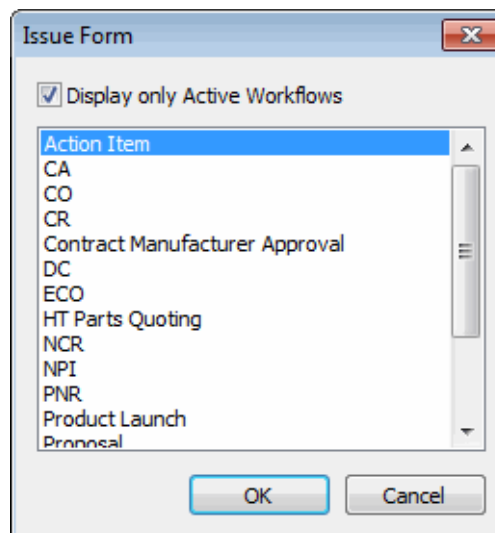 Issue Form
Display only Active Workflows
Action Item
CA
CO
CR
Contract Manufacturer Approval
DC
ECO
HT Parts Quoting
NCR
NPI
PNR
Product Launch
Proposal
OK Cancel